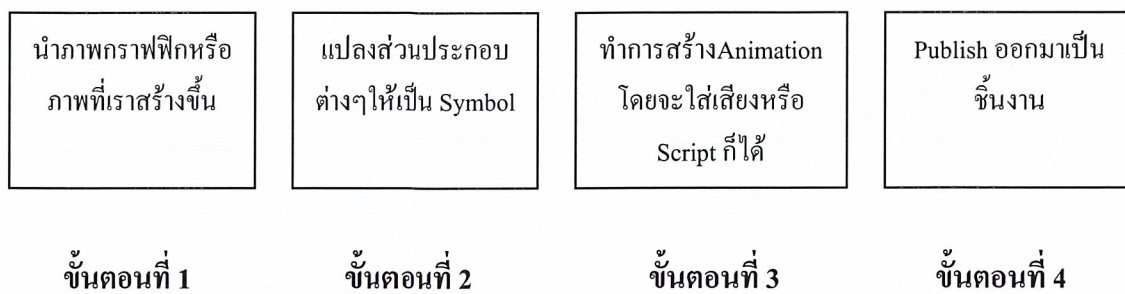 นำภาพกราฟฟิกหรือ
ภาพที่เราสร้างขึ้น
แปลงส่วนประกอบ
ต่างๆให้เป็น Symbol
ทำการสร้างAnimation
โดยจะใส่เสียงหรือ
Script ก็ได้
Publish ออกมาเป็น
ชิ้นงาน
ขั้นตอนที่ 1
ขั้นตอนที่ 2
ขั้นตอนที่ 3
ขั้นตอนที่ 4